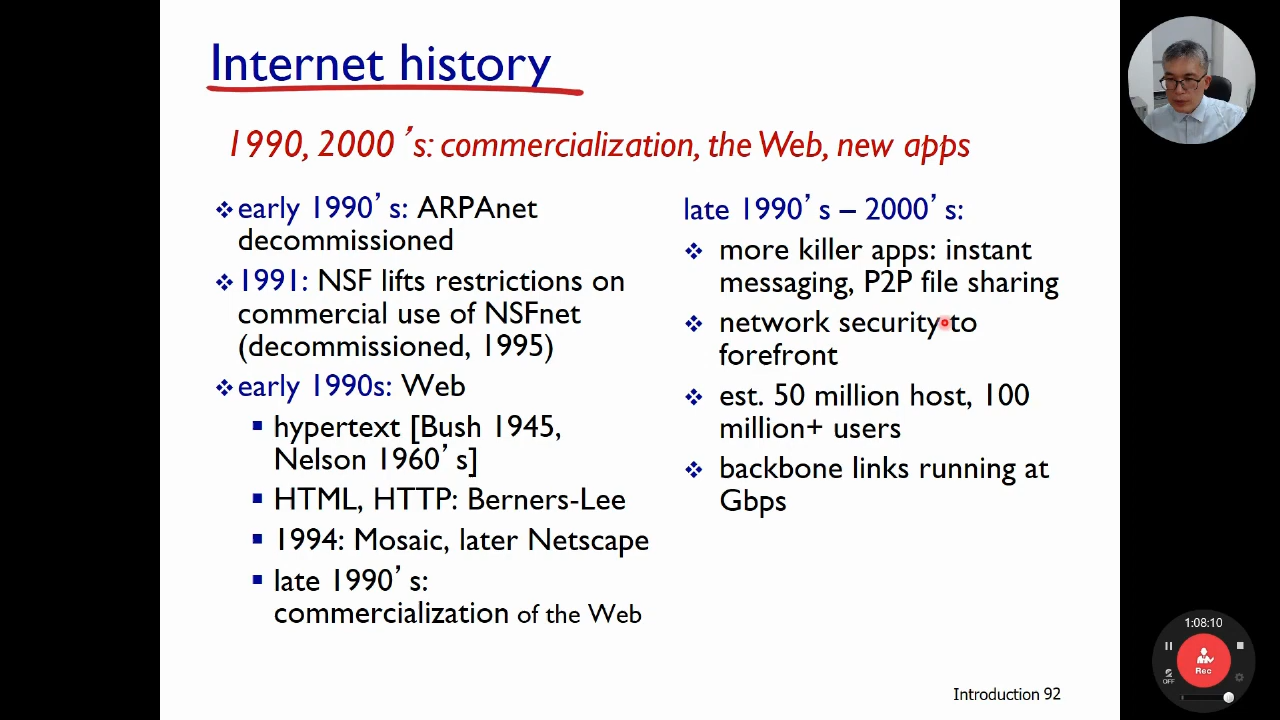 Internet history
1990, 2000’s: commercialization, the Web, new apps
❖ early 1990’s: ARPAnet
decommissioned
❖ 1991: NSF lifts restrictions on
commercial use of NSFnet
(decommissioned, 1995)
❖ early 1990s: Web
▪ hypertext [Bush 1945,
Nelson 1960’s]
▪ HTML, HTTP: Berners-Lee
▪ 1994: Mosaic, later Netscape
▪ late 1990’s:
commercialization of the Web
late 1990’s – 2000’s:
❖ more killer apps: instant
messaging, P2P file sharing
❖ network security to
forefront
❖ est. 50 million host, 100
million+ users
❖ backbone links running at
Gbps
1:08:10
Rec
OFF
Introduction 92